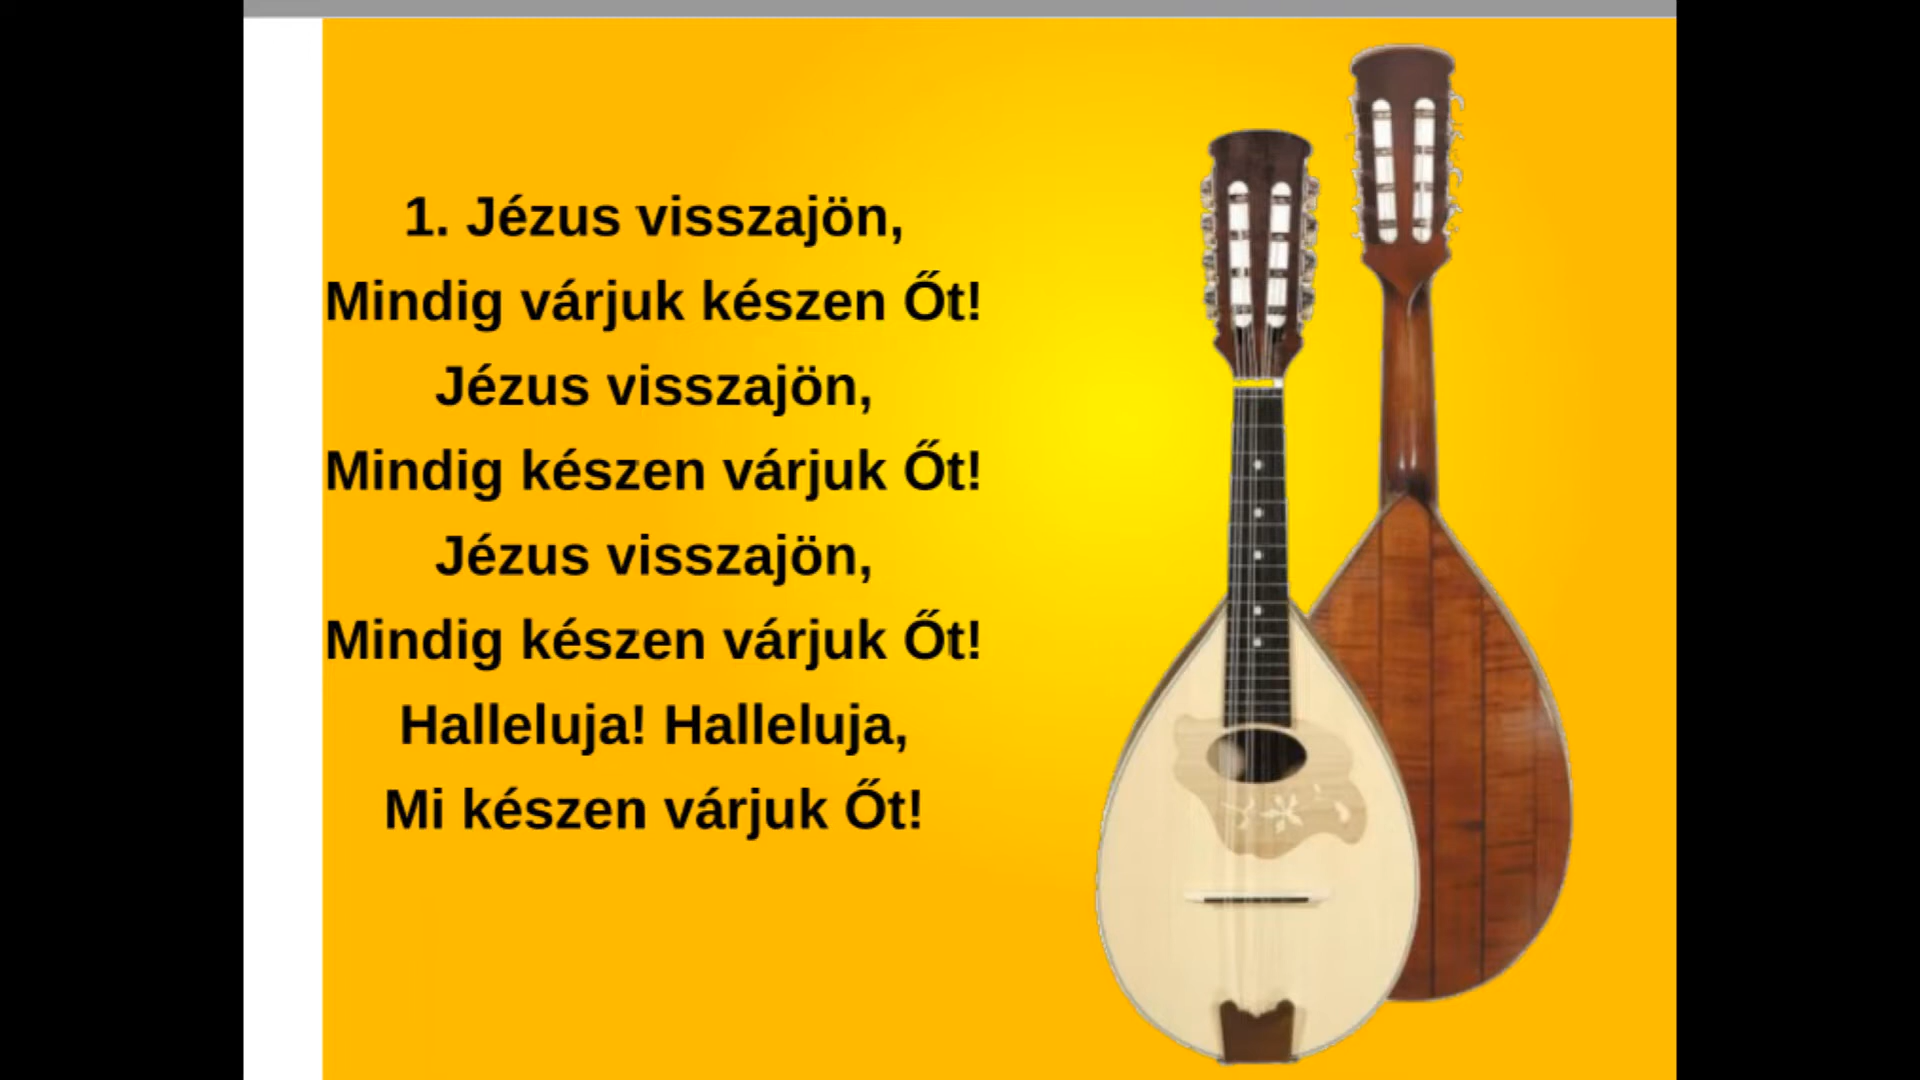 1. Jézus visszajön,
Mindig várjuk készen Őt!
Jézus visszajön,
Mindig készen várjuk Őt!
Jézus visszajön,
Mindig készen várjuk Őt!
Halleluja! Halleluja,
Mi készen várjuk Őt!